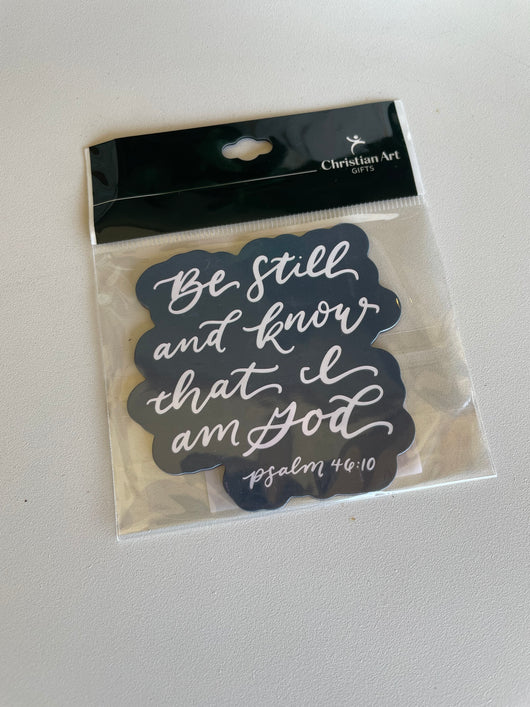 Christian Art
GIFTS
Be still
and know
that I
am God
psalm 46:10